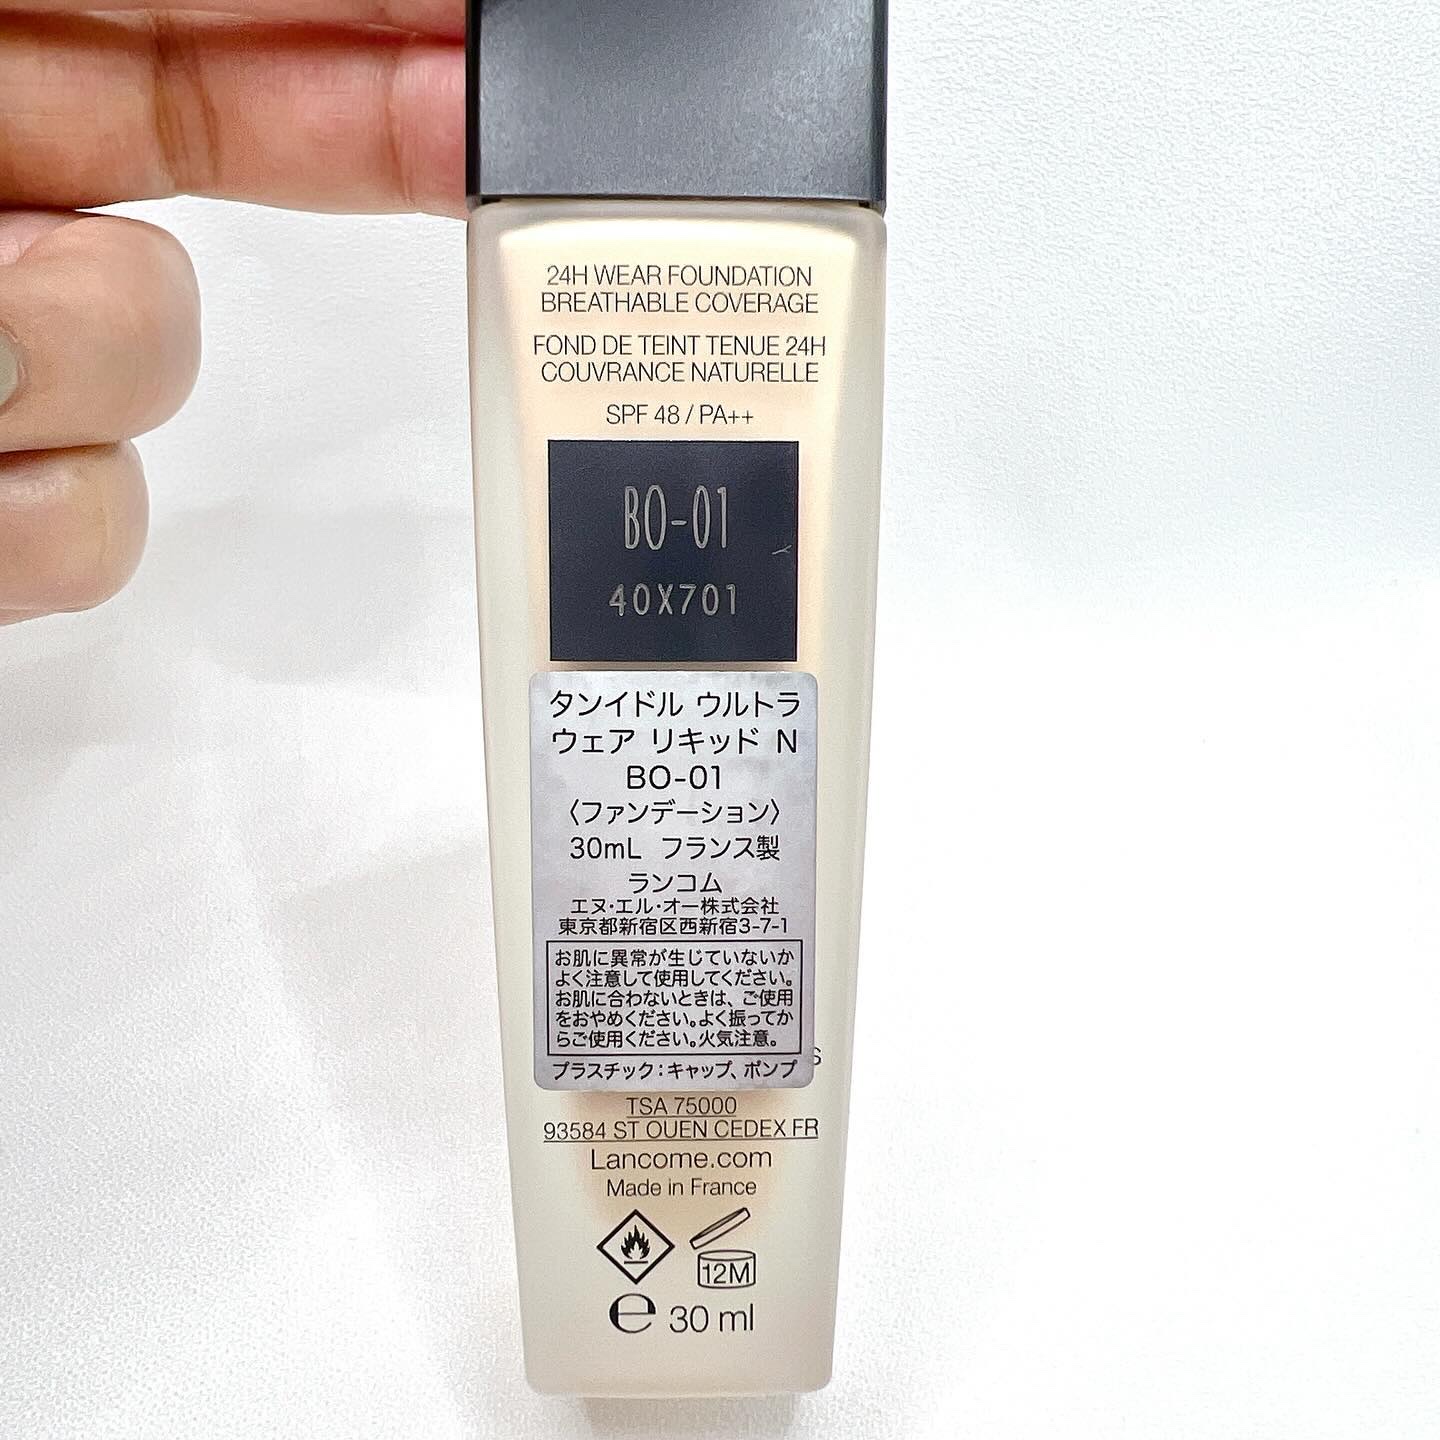 24H WEAR FOUNDATION
BREATHABLE COVERAGE
FOND DE TEINT TENUE 24H
COUVRANCE NATURELLE
SPF 48 / PA++
BO-01
40X701
タンイドル ウルトラ
ウェア リキッド N
BO-01
〈ファンデーション〉
30mL フランス製
ランコム
エヌ・エル・オー株式会社
東京都新宿区西新宿3-7-1
お肌に異常が生じていないか
よく注意して使用してください。
お肌に合わないときは、ご使用
をおやめください。よく振ってか
らご使用ください。火気注意。
プラスチック：キャップ、ポンプ
TSA 75000
93584 ST OUEN CEDEX FR
Lancome.com
Made in France
12M
e 30 ml